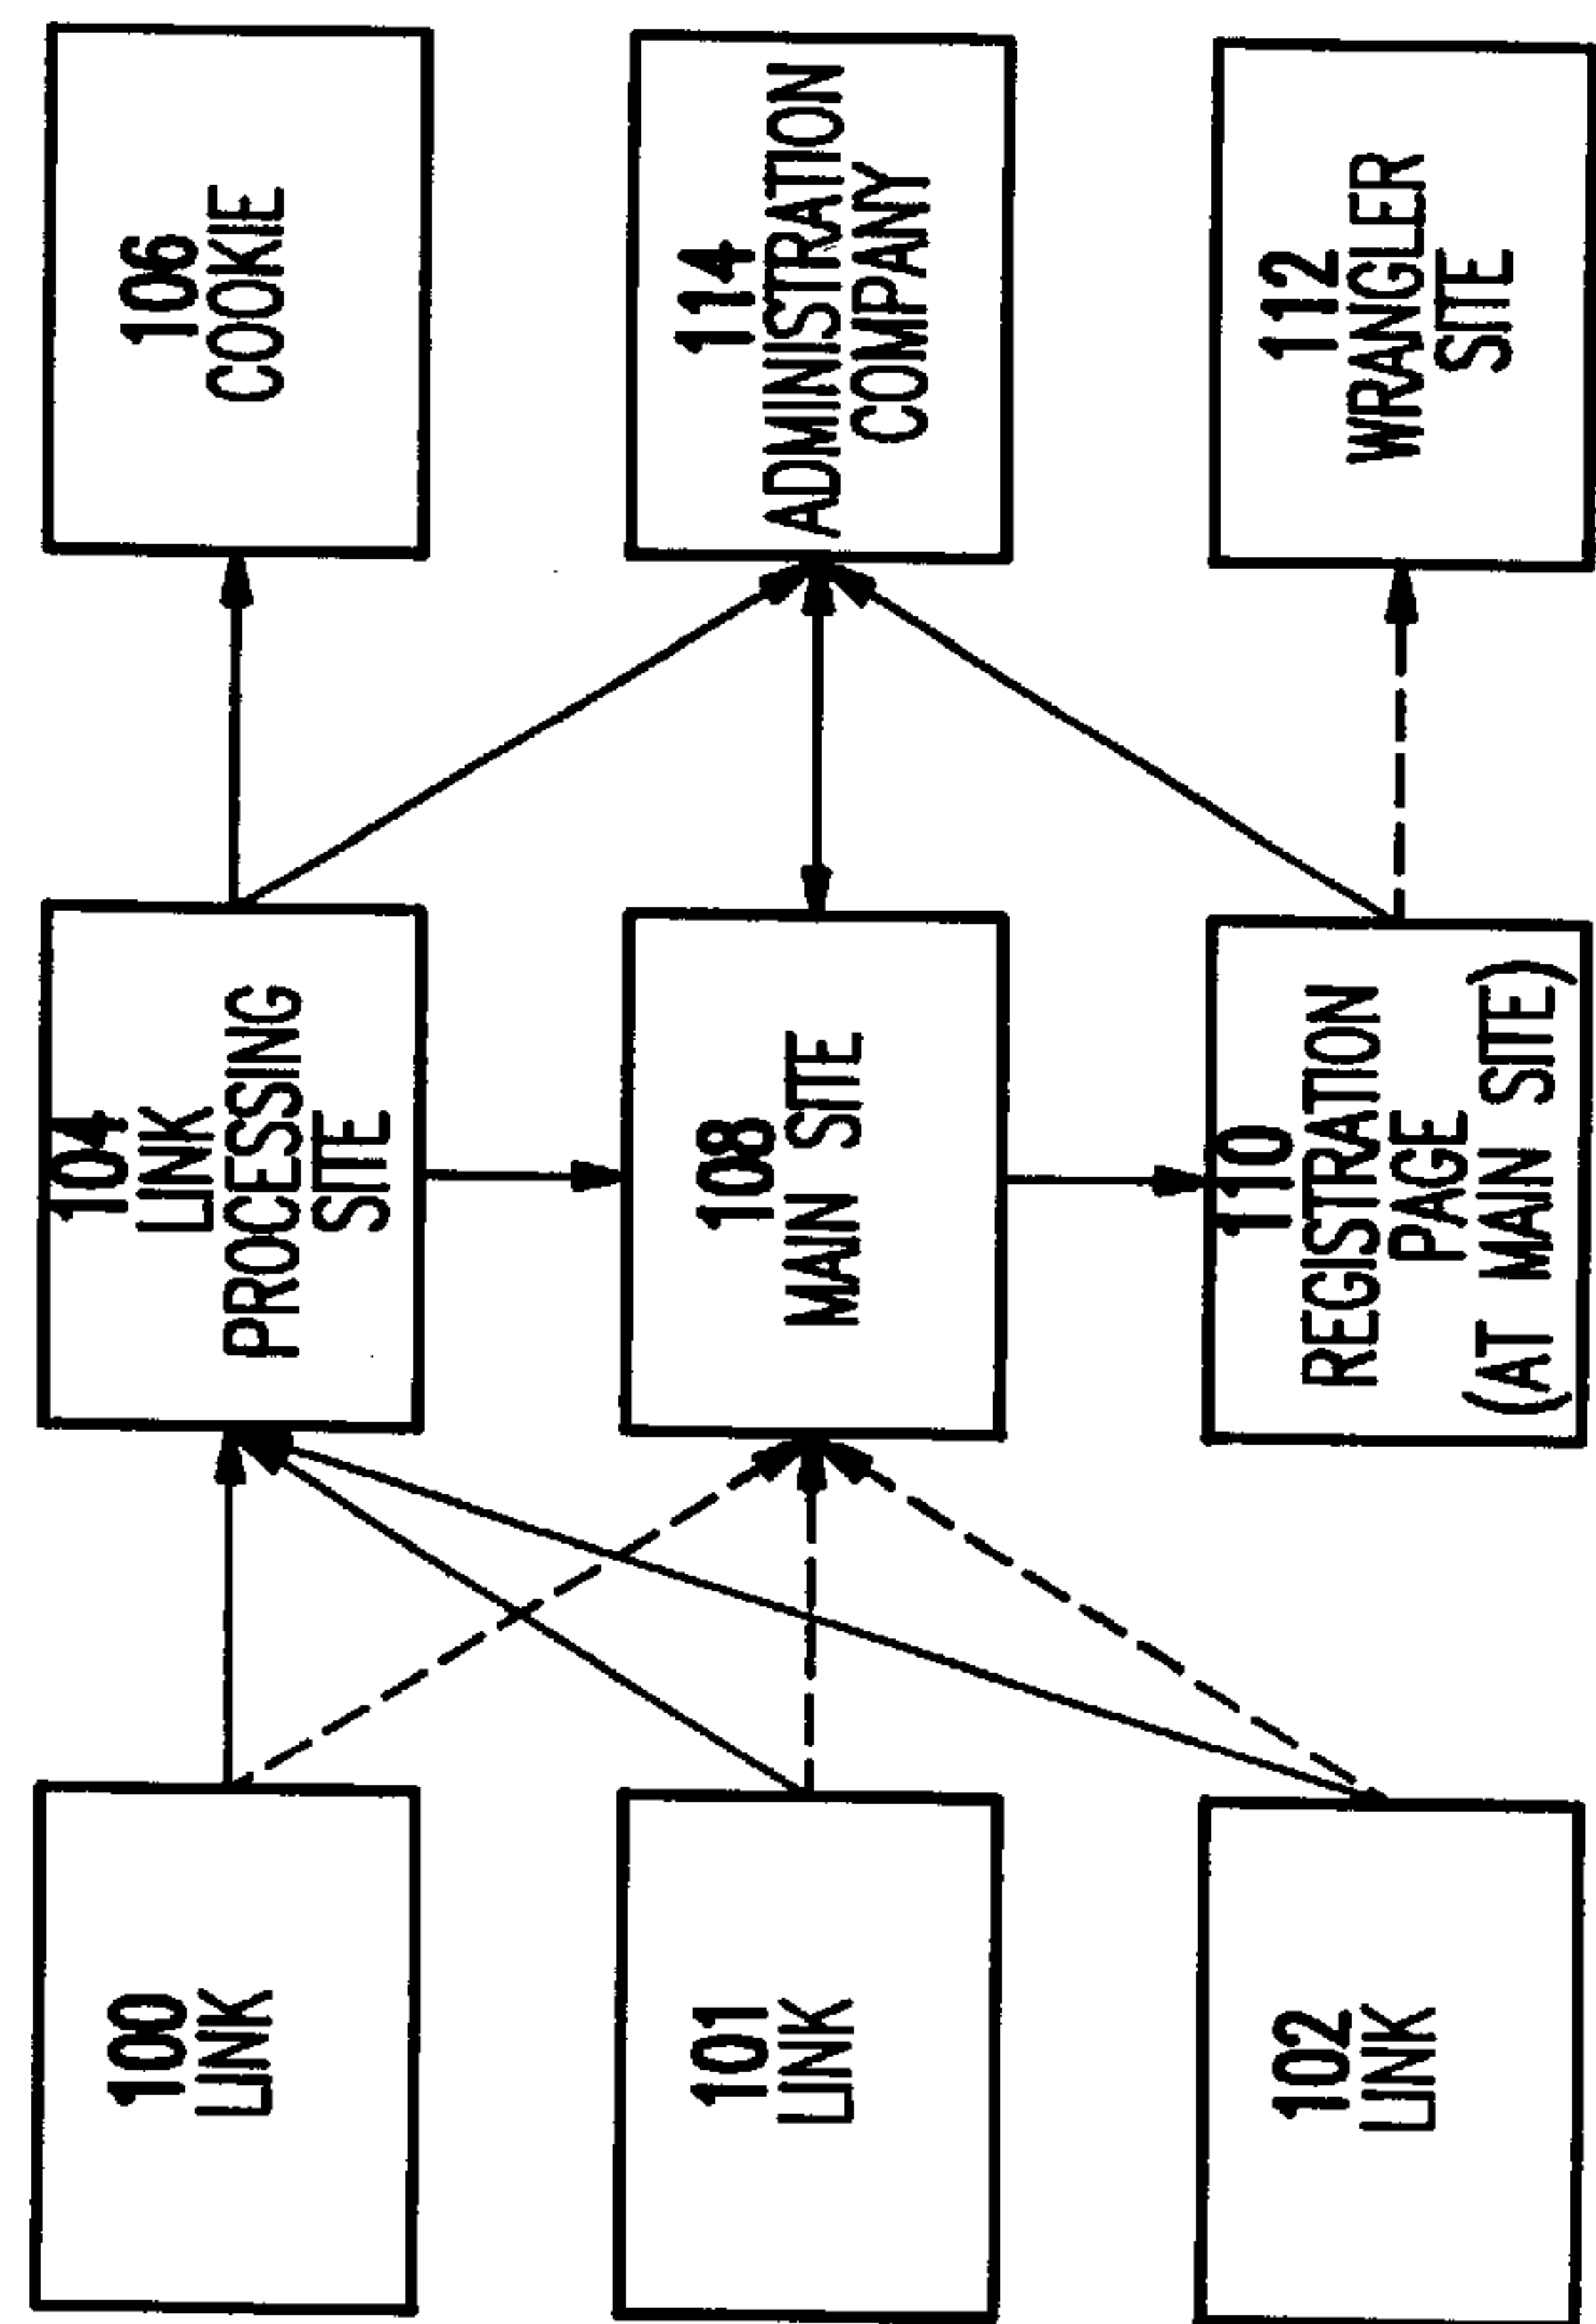 100
LINK
104
LINK
PROCESSING
SITE
106
COOKIE
101
LINK
108
MAIN SITE
114
ADMINISTRATION
COMPANY
102
LINK
110
REGISTRATION
PAGE
(AT MAIN SITE)
112
WRANGLER
SITE